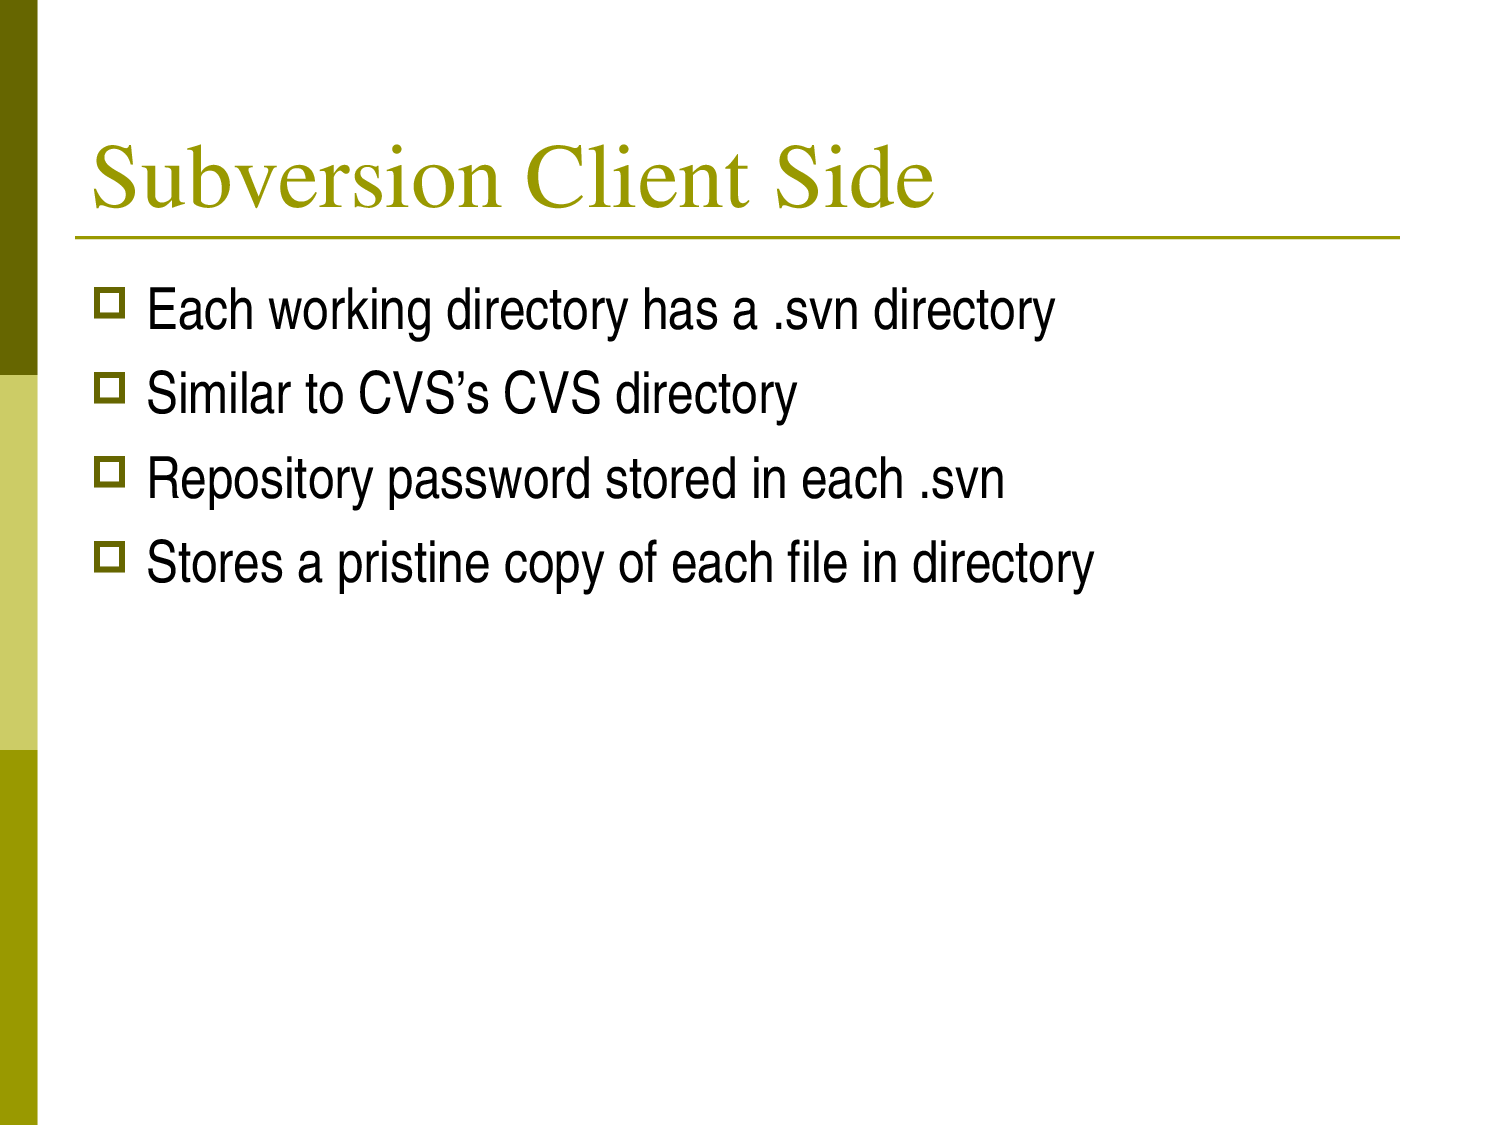 Subversion Client Side
Each working directory has a .svn directory
Similar to CVS’s CVS directory
Repository password stored in each .svn
Stores a pristine copy of each file in directory